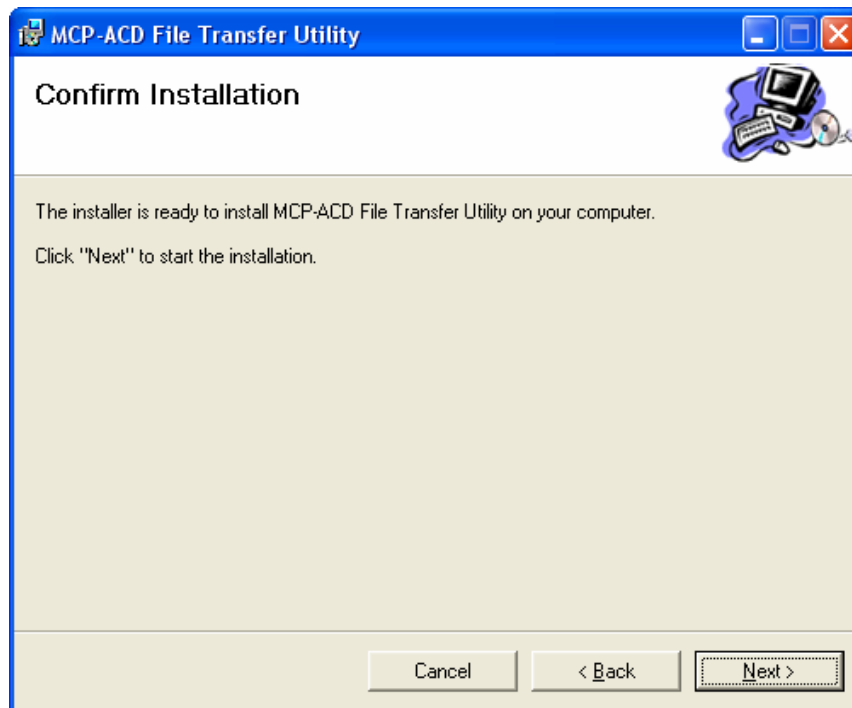 MCP-ACD File Transfer Utility
Confirm Installation
The installer is ready to install MCP-ACD File Transfer Utility on your computer.
Click "Next" to start the installation.
Cancel
< Back
Next >